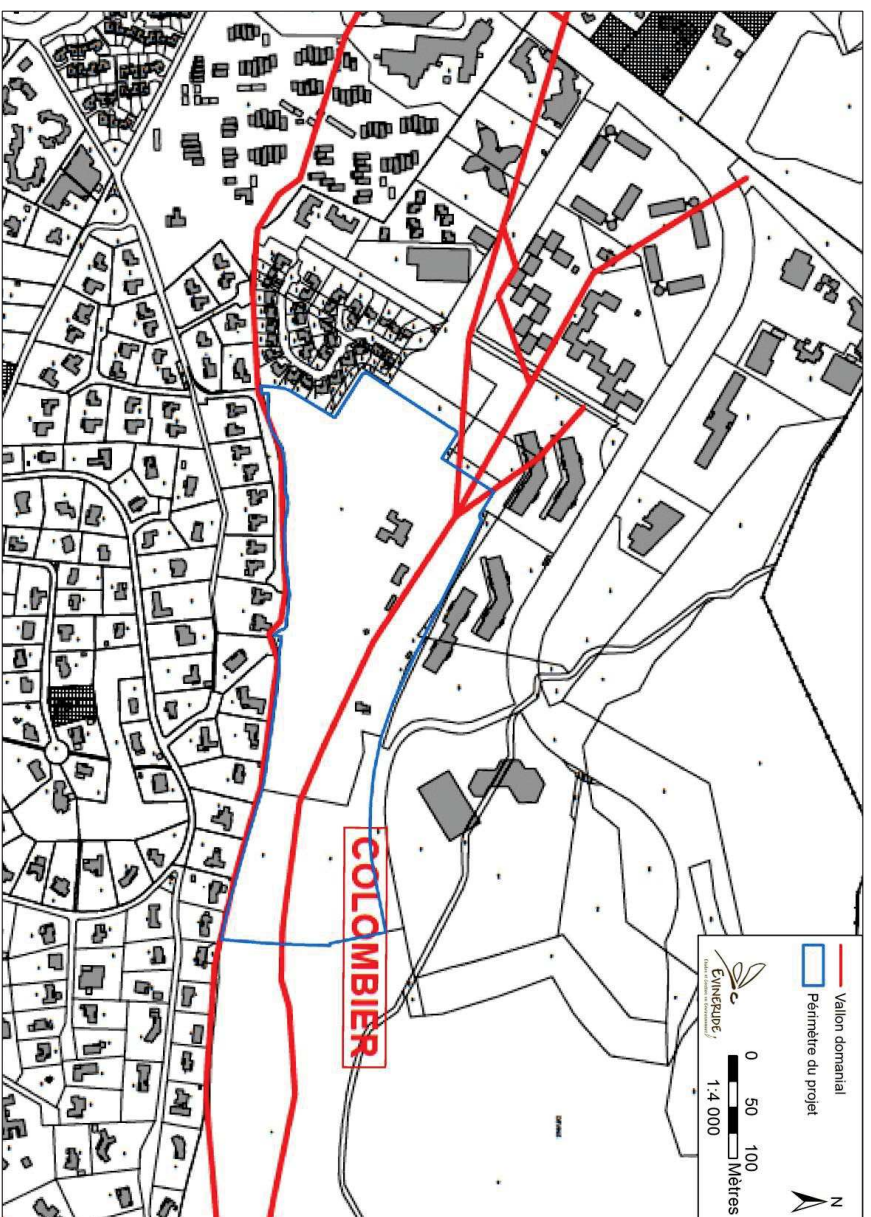 Vallon domanial
Périmètre du projet
N
EVINERUDE
0 50 100
Mètres
1:4 000
COLOMBIER